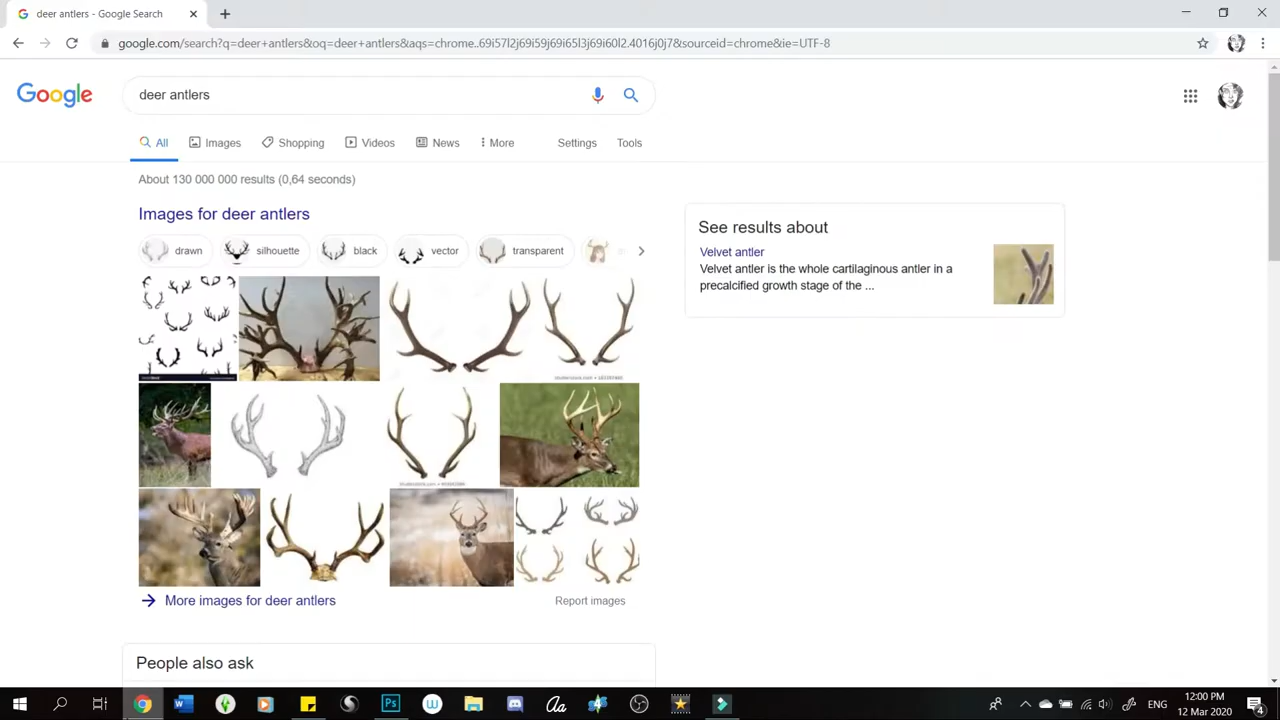 deer antlers - Google Search
google.com/search?q=deer+antlers&oq=deer+antlers&aqs=chrome..69i57l2j69i59j69i65l3j69i60l2.4016j0j7&sourceid=chrome&ie=UTF-8
Google
deer antlers
All Images Shopping Videos News More Settings Tools
About 130 000 000 results (0,64 seconds)
Images for deer antlers
drawn silhouette black vector transparent
See results about
Velvet antler
Velvet antler is the whole cartilaginous antler in a
precalcified growth stage of the ...
More images for deer antlers
Report images
People also ask
W Ps W Aa
ENG
12:00 PM
12 Mar 2020
4